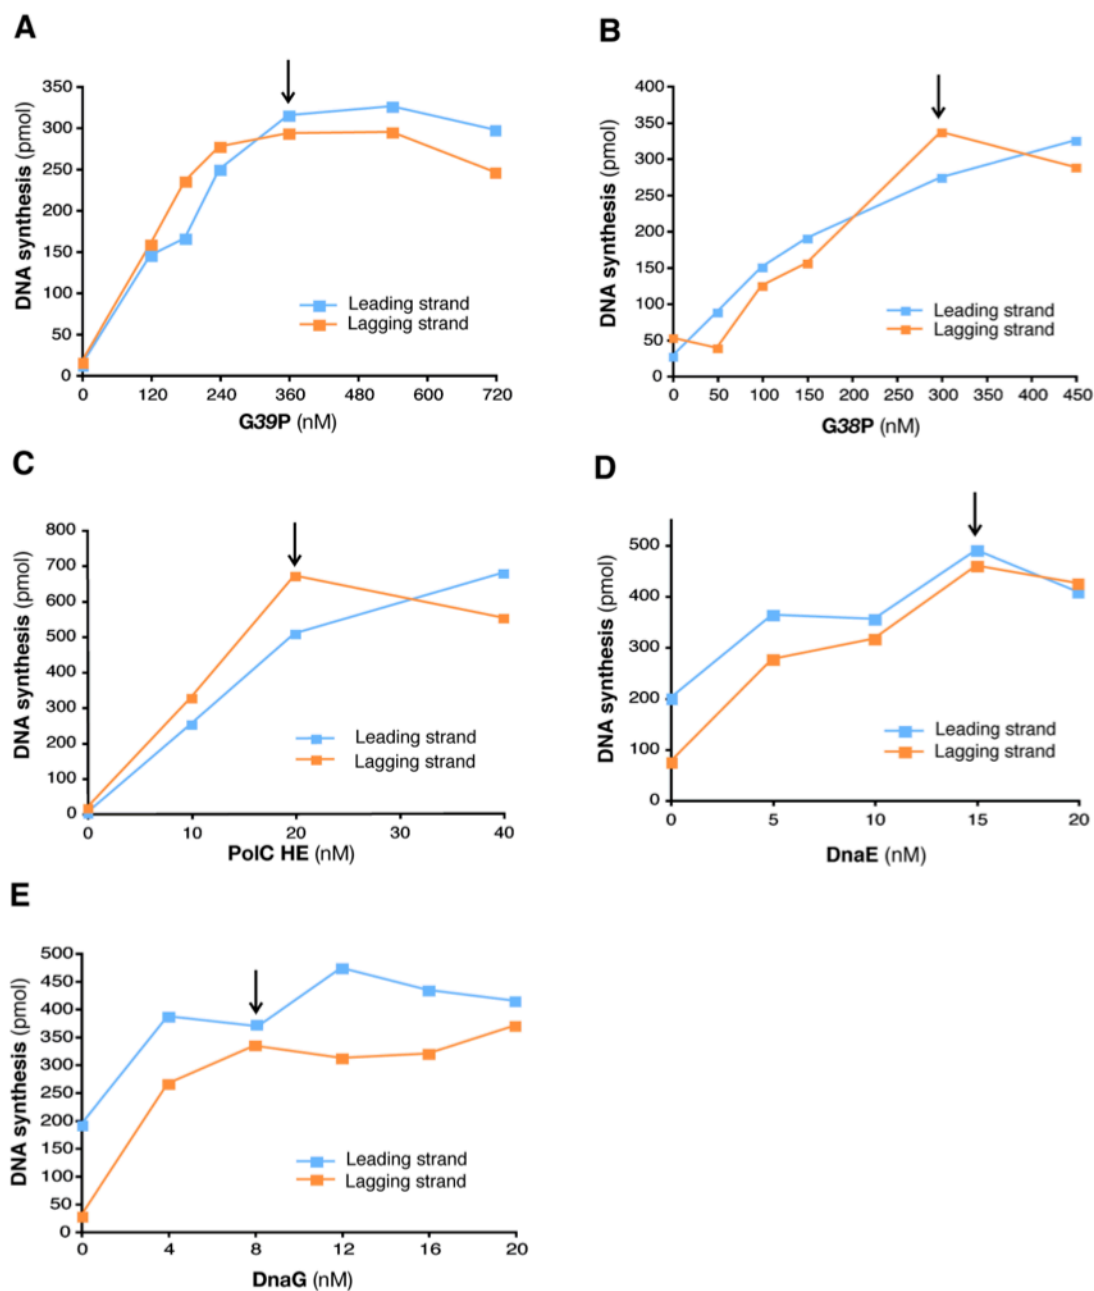 A
DNA synthesis (pmol)
350
300
250
200
150
100
50
0
0 120 240 360 480 600 720
G39P (nM)
Leading strand
Lagging strand
B
DNA synthesis (pmol)
400
350
300
250
200
150
100
50
0
0 50 100 150 200 250 300 350 400 450
G38P (nM)
Leading strand
Lagging strand
C
DNA synthesis (pmol)
800
700
600
500
400
300
200
100
0
0 10 20 30 40
PolC HE (nM)
Leading strand
Lagging strand
D
DNA synthesis (pmol)
500
400
300
200
100
0
0 5 10 15 20
DnaE (nM)
Leading strand
Lagging strand
E
DNA synthesis (pmol)
500
450
400
350
300
250
200
150
100
50
0
0 4 8 12 16 20
DnaG (nM)
Leading strand
Lagging strand